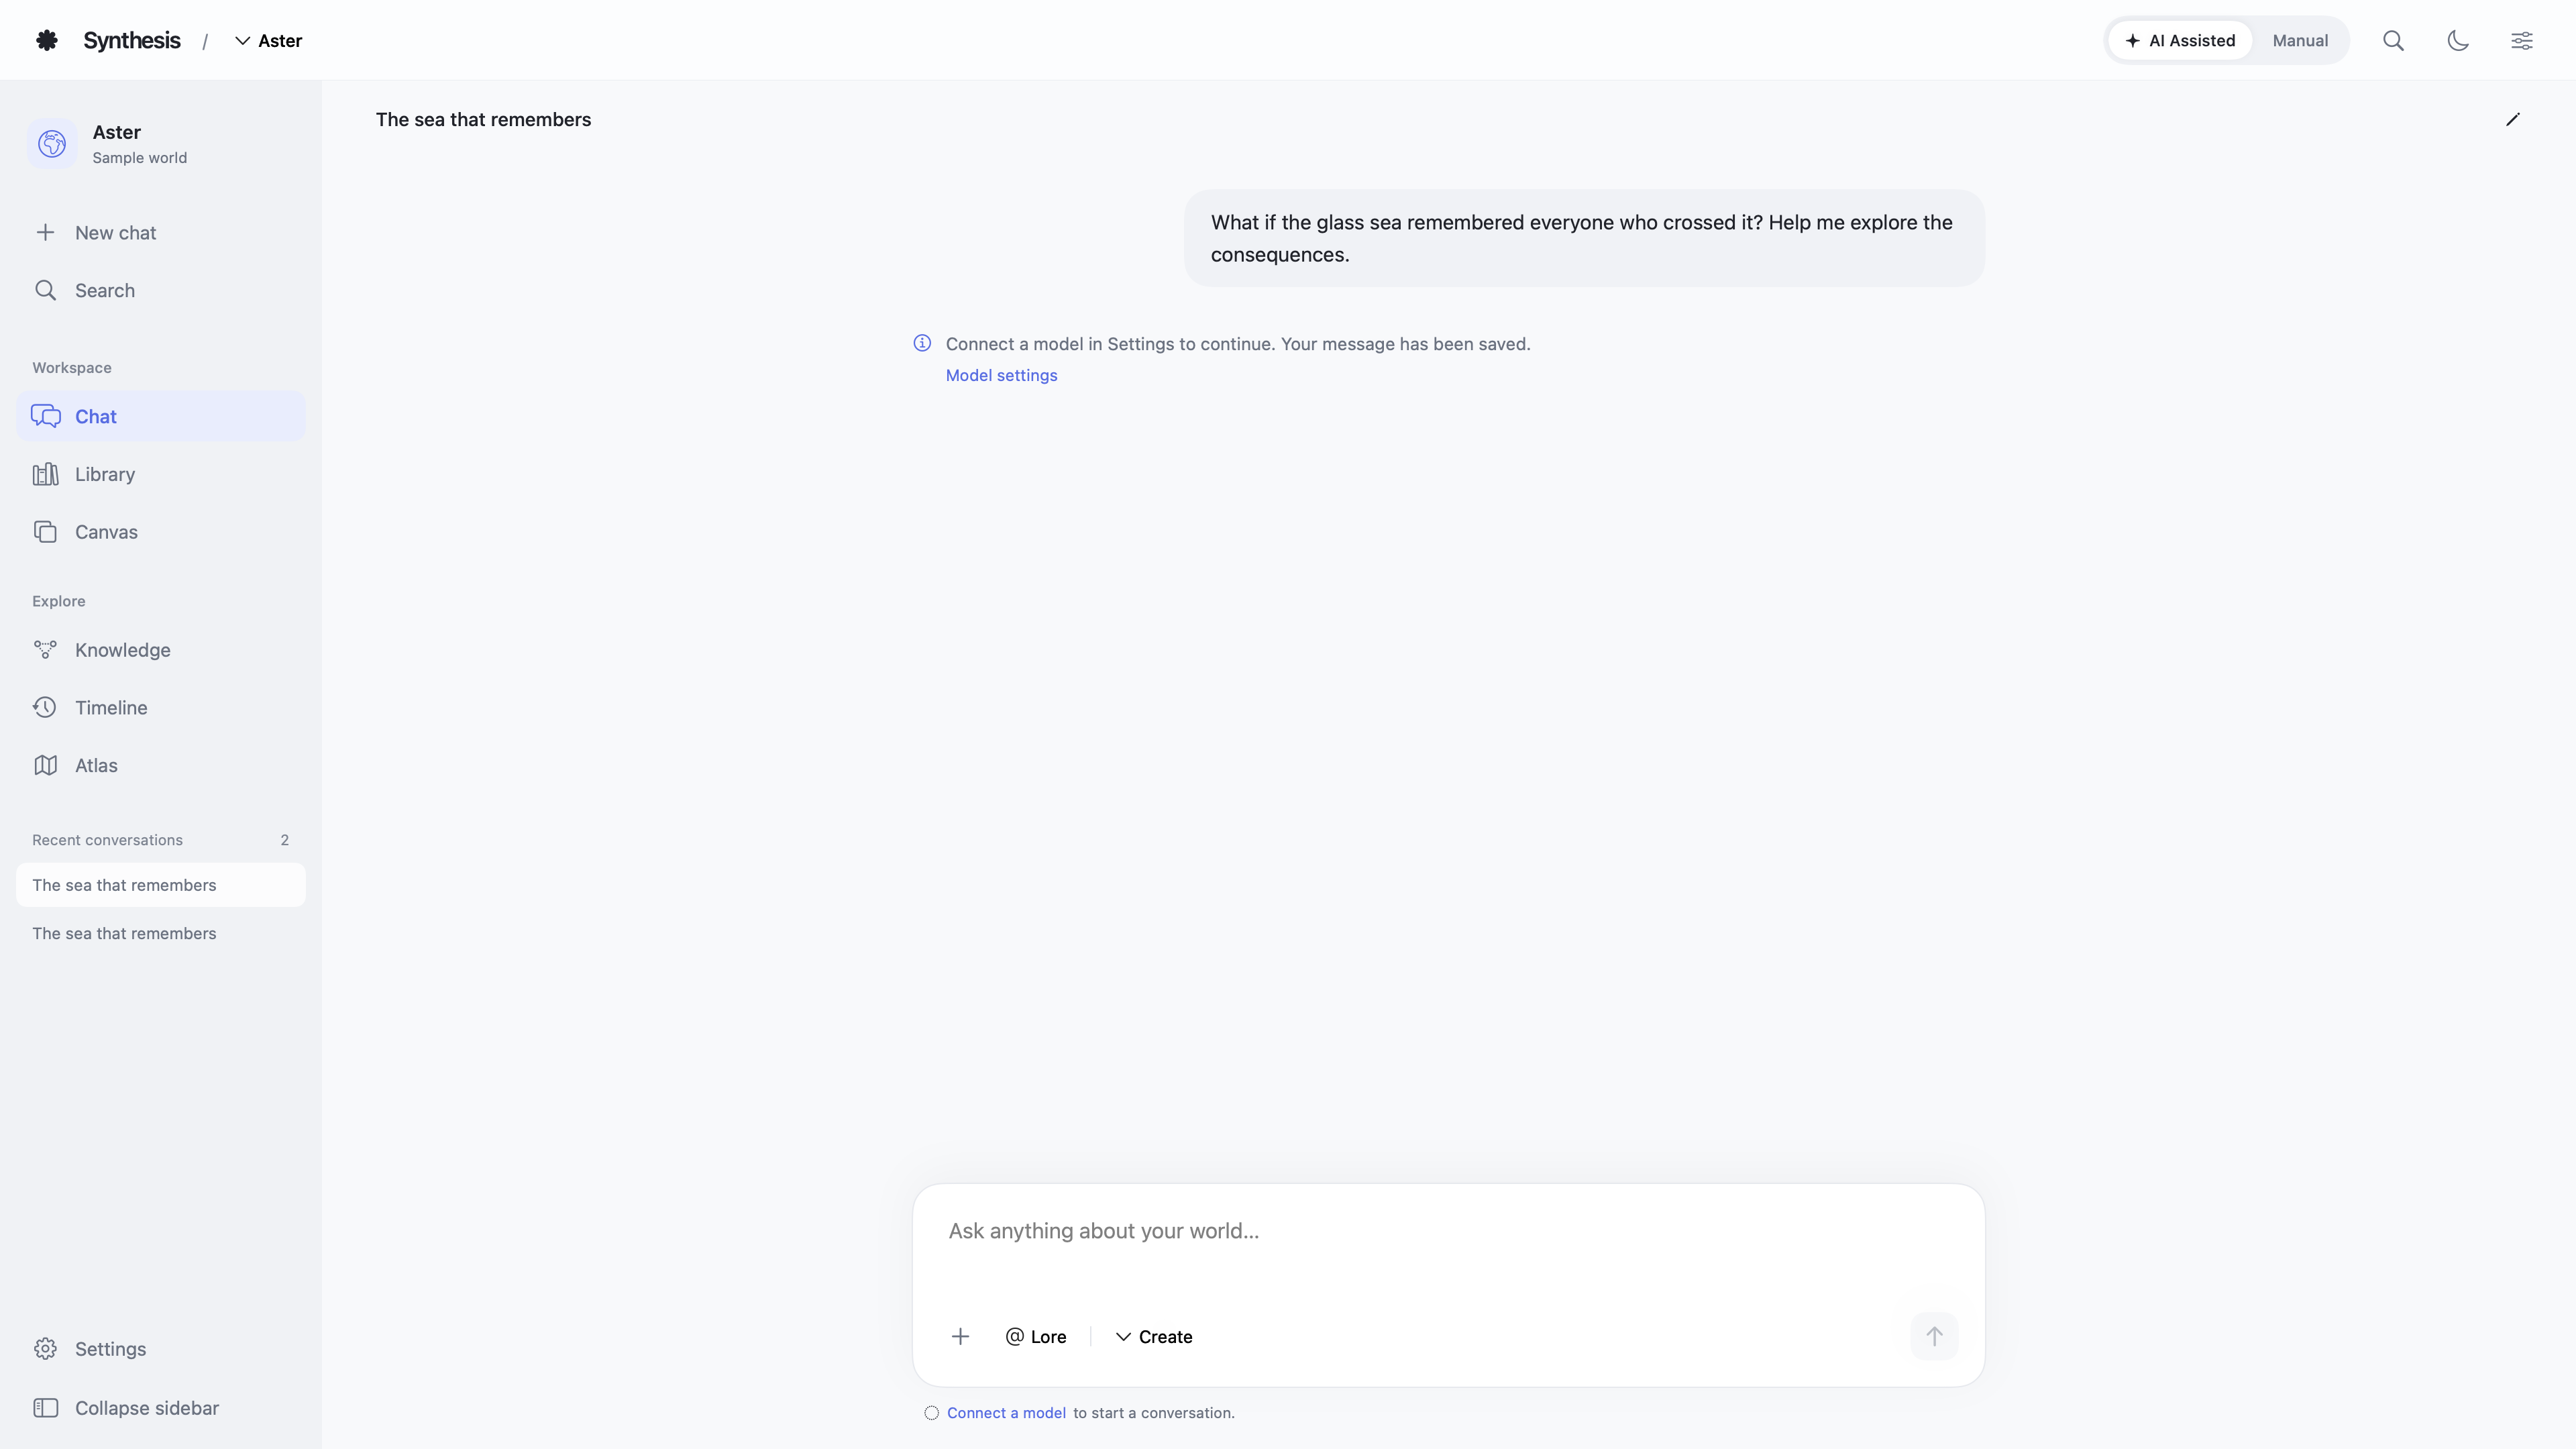 Synthesis / Aster
AI Assisted
Manual
Aster
Sample world
New chat
Search
Workspace
Chat
Library
Canvas
Explore
Knowledge
Timeline
Atlas
Recent conversations 2
The sea that remembers
The sea that remembers
Settings
Collapse sidebar
The sea that remembers
What if the glass sea remembered everyone who crossed it? Help me explore the
consequences.
Connect a model in Settings to continue. Your message has been saved.
Model settings
Ask anything about your world...
@ Lore
Create
Connect a model to start a conversation.